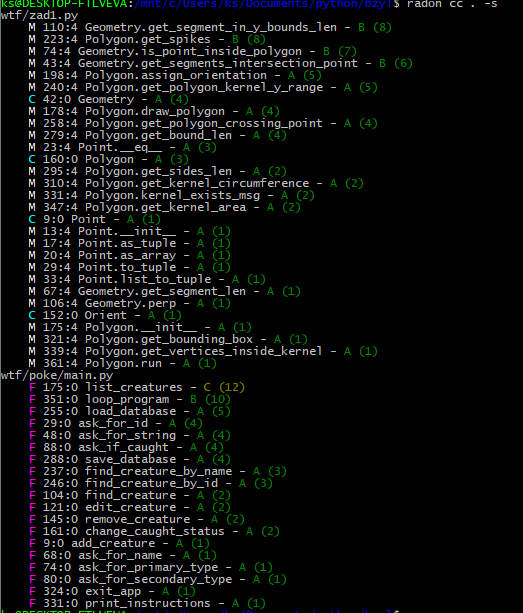 ks@DESKTOP-FTLVEVA:/mnt/c/Users/ks/Documents/python/bzyl$ radon cc . -s
wtf/zad1.py
M 110:4 Geometry.get_segment_in_y_bounds_len - B (8)
M 223:4 Polygon.get_spikes - B (8)
M 74:4 Geometry.is_point_inside_polygon - B (7)
M 43:4 Geometry.get_segments_intersection_point - B (6)
M 198:4 Polygon.assign_orientation - A (5)
M 240:4 Polygon.get_polygon_kernel_y_range - A (5)
C 42:0 Geometry - A (4)
M 178:4 Polygon.draw_polygon - A (4)
M 258:4 Polygon.get_polygon_crossing_point - A (4)
M 279:4 Polygon.get_bound_len - A (4)
M 23:4 Point.__eq__ - A (3)
C 160:0 Polygon - A (3)
M 295:4 Polygon.get_sides_len - A (2)
M 310:4 Polygon.get_kernel_circumference - A (2)
M 331:4 Polygon.kernel_exists_msg - A (2)
M 347:4 Polygon.get_kernel_area - A (2)
C 9:0 Point - A (1)
M 13:4 Point.__init__ - A (1)
M 17:4 Point.as_tuple - A (1)
M 20:4 Point.as_array - A (1)
M 29:4 Point.to_tuple - A (1)
M 33:4 Point.list_to_tuple - A (1)
M 67:4 Geometry.get_segment_len - A (1)
M 106:4 Geometry.perp - A (1)
C 152:0 Orient - A (1)
M 175:4 Polygon.__init__ - A (1)
M 321:4 Polygon.get_bounding_box - A (1)
M 339:4 Polygon.get_vertices_inside_kernel - A (1)
M 361:4 Polygon.run - A (1)
wtf/poke/main.py
F 175:0 list_creatures - C (12)
F 351:0 loop_program - B (10)
F 255:0 load_database - A (5)
F 29:0 ask_for_id - A (4)
F 48:0 ask_for_string - A (4)
F 88:0 ask_if_caught - A (4)
F 288:0 save_database - A (4)
F 237:0 find_creature_by_name - A (3)
F 246:0 find_creature_by_id - A (3)
F 104:0 find_creature - A (2)
F 121:0 edit_creature - A (2)
F 145:0 remove_creature - A (2)
F 161:0 change_caught_status - A (2)
F 9:0 add_creature - A (1)
F 68:0 ask_for_name - A (1)
F 74:0 ask_for_primary_type - A (1)
F 80:0 ask_for_secondary_type - A (1)
F 324:0 exit_app - A (1)
F 331:0 print_instructions - A (1)